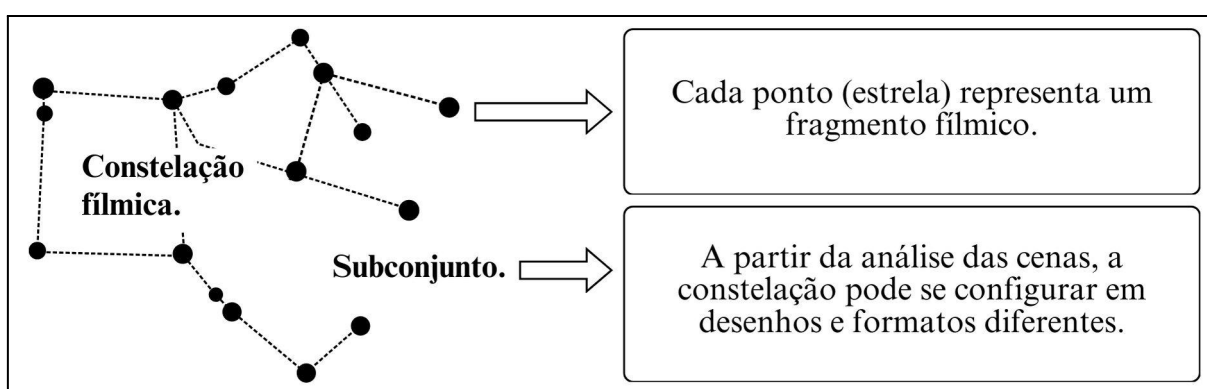 Constelação
fílmica.
Cada ponto (estrela) representa um
fragmento fílmico.
Subconjunto.
A partir da análise das cenas, a
constelação pode se configurar em
desenhos e formatos diferentes.